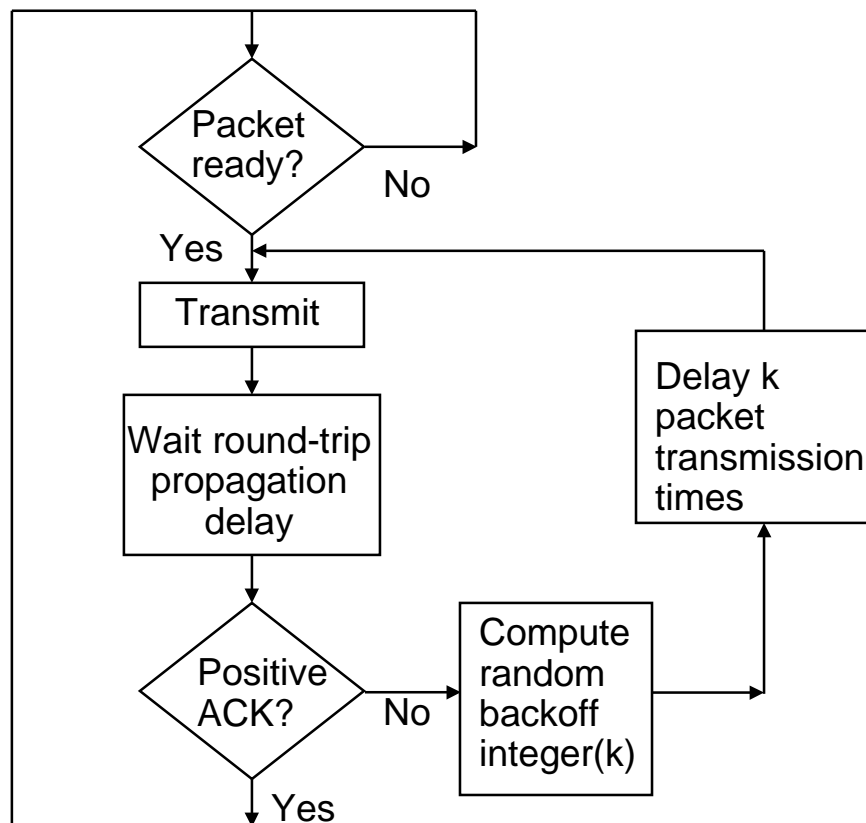 Packet
ready?
No
Yes
Transmit
Wait round-trip
propagation
delay
Delay k
packet
transmission
times
Positive
ACK?
No
Compute
random
backoff
integer(k)
Yes